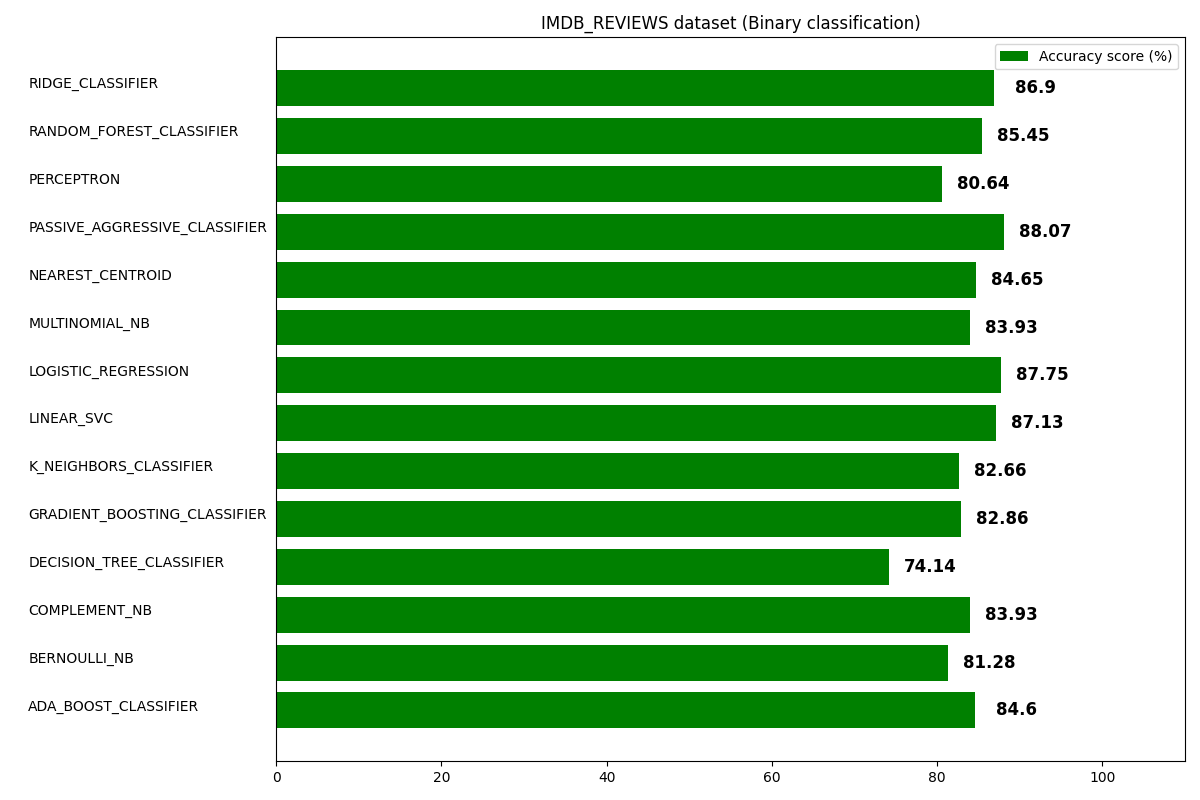 IMDB_REVIEWS dataset (Binary classification)
Accuracy score (%)
RIDGE_CLASSIFIER 86.9
RANDOM_FOREST_CLASSIFIER 85.45
PERCEPTRON 80.64
PASSIVE_AGGRESSIVE_CLASSIFIER 88.07
NEAREST_CENTROID 84.65
MULTINOMIAL_NB 83.93
LOGISTIC_REGRESSION 87.75
LINEAR_SVC 87.13
K_NEIGHBORS_CLASSIFIER 82.66
GRADIENT_BOOSTING_CLASSIFIER 82.86
DECISION_TREE_CLASSIFIER 74.14
COMPLEMENT_NB 83.93
BERNOULLI_NB 81.28
ADA_BOOST_CLASSIFIER 84.6
0 20 40 60 80 100